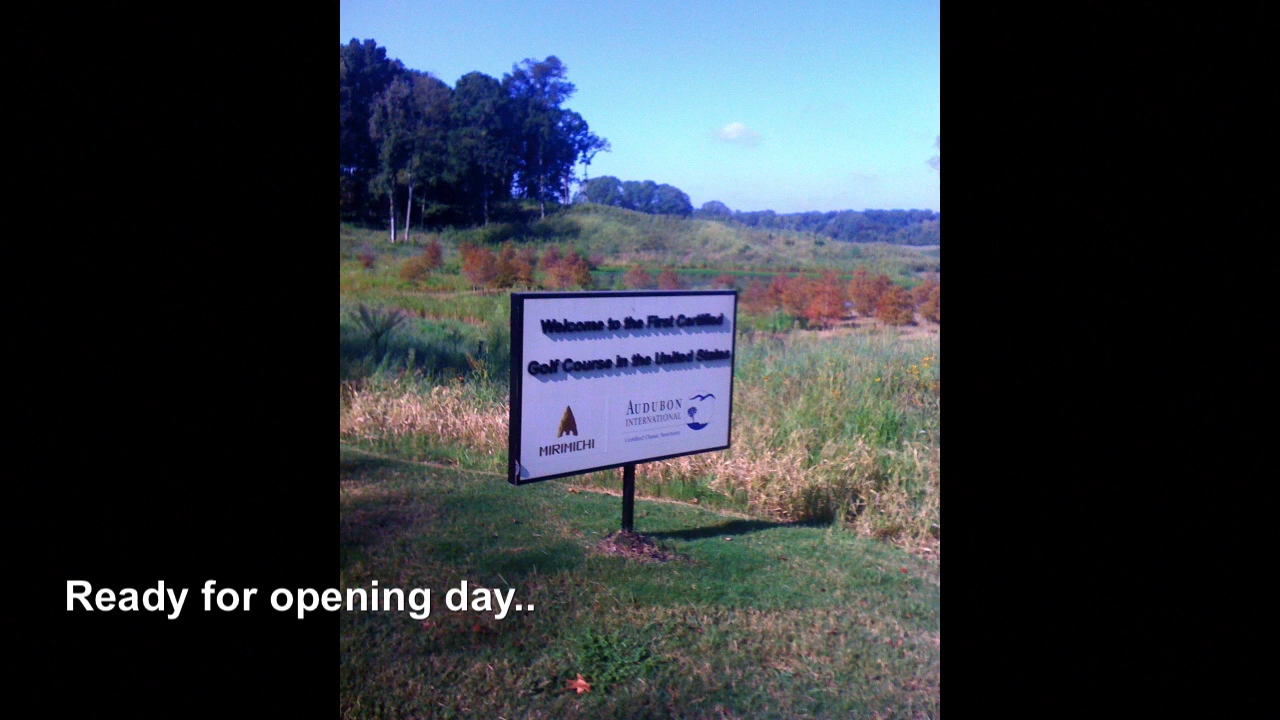 Welcome to the First Certified
Golf Course in the United States
MIRIMICHI
AUDUBON
INTERNATIONAL
Ready for opening day..